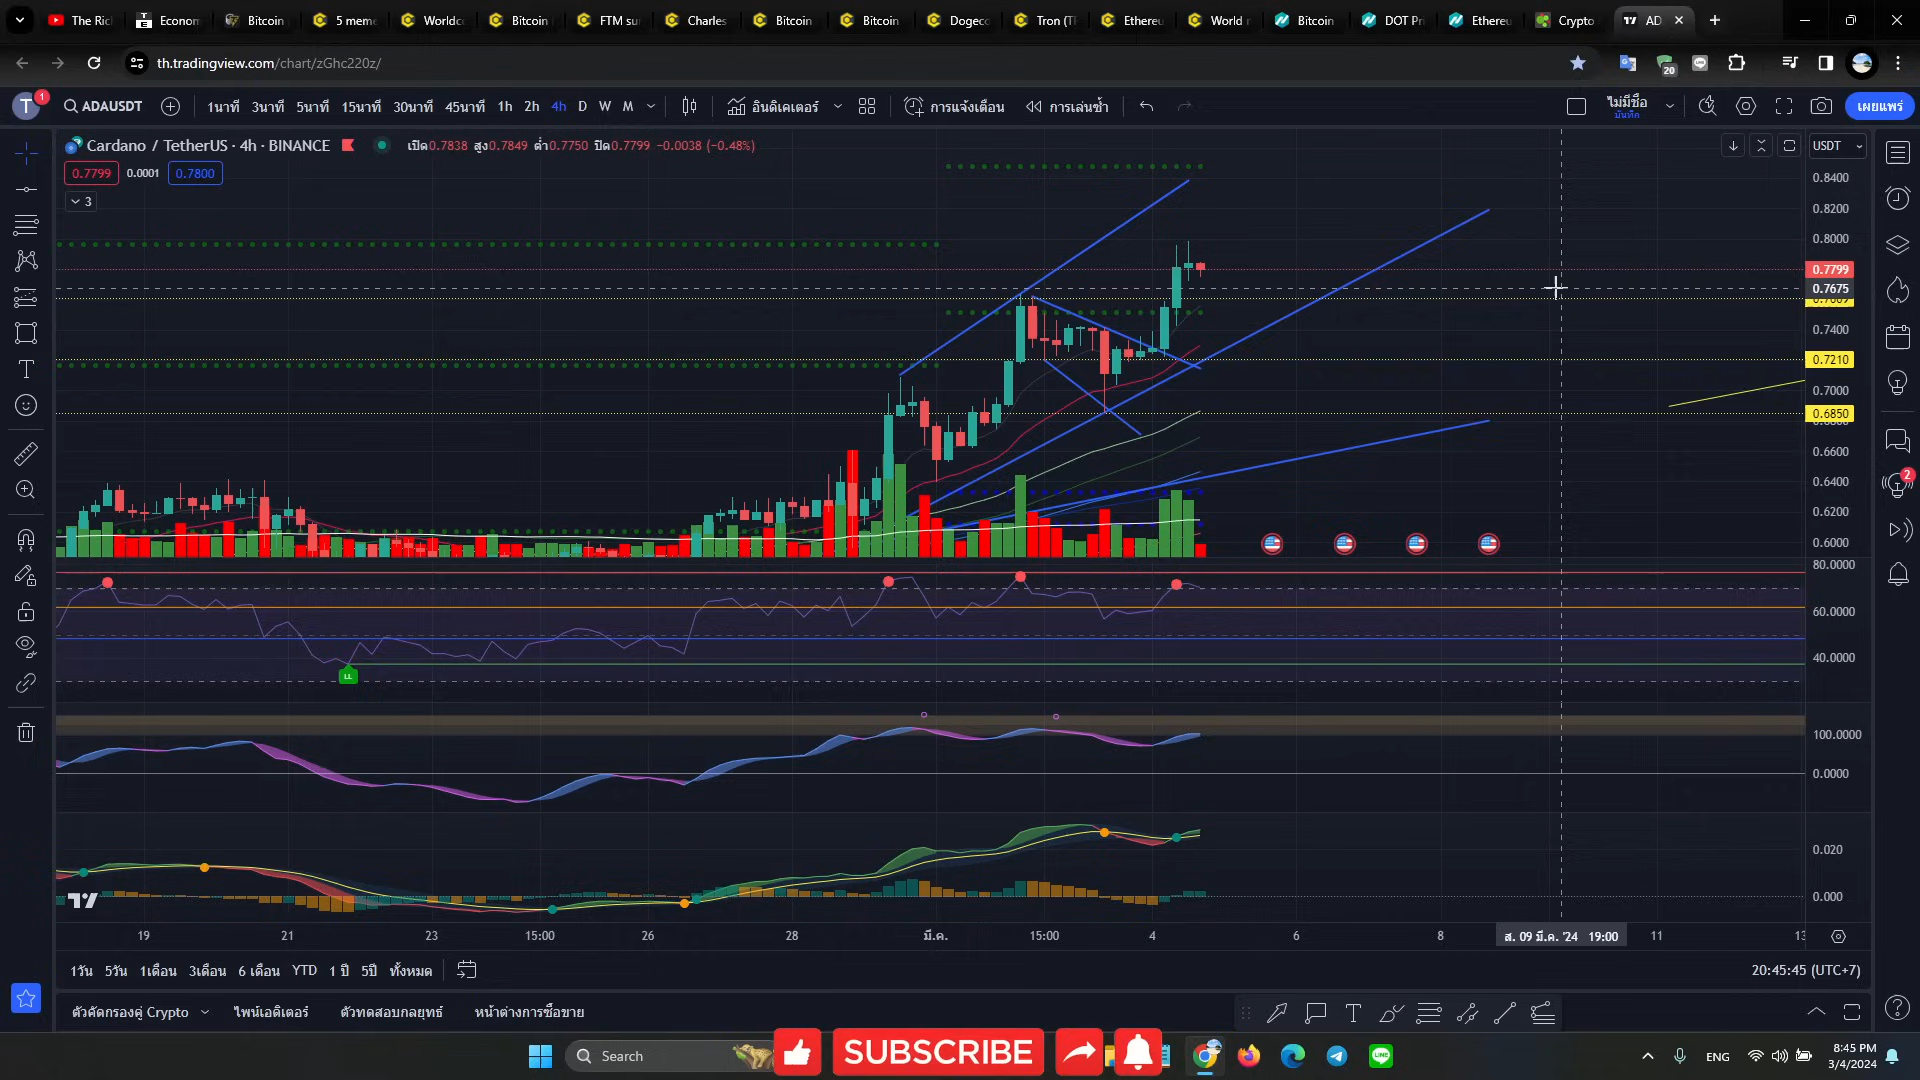 The Ric
Econom
Bitcoin
5 meme
Worldc
Bitcoin
FTM su
Charles
Bitcoin
Bitcoin
Dogeco
Tron (T
Ethereu
World r
Bitcoin
DOT Pri
Ethereu
Crypto
AD
th.tradingview.com/chart/zGhc220z/
20
T
1
ADAUSDT
1นาที 3นาที 5นาที 15นาที 30นาที 45นาที 1h 2h 4h D W M
อินดิเคเตอร์
การแจ้งเตือน
การเล่นซ้ำ
ไม่มีชื่อ
บันทึก
เผยแพร่
Cardano / TetherUS · 4h · BINANCE
เปิด0.7838 สูง0.7849 ต่ำ0.7750 ปิด0.7799 −0.0038 (−0.48%)
USDT
0.7799 0.0001 0.7800
3
0.8400
0.8200
0.8000
0.7799
0.7675
0.7400
0.7210
0.7000
0.6850
0.6600
0.6400
0.6200
0.6000
80.0000
60.0000
40.0000
LL
100.0000
0.0000
0.020
0.000
2
19 21 23 15:00 26 28 มี.ค. 15:00 4 6 8 ส. 09 มี.ค. '24 19:00 11 13
1วัน 5วัน 1เดือน 3เดือน 6 เดือน YTD 1 ปี 5ปี ทั้งหมด
20:45:45 (UTC+7)
ตัวคัดกรองคู่ Crypto ไพน์เอดิเตอร์ ตัวทดสอบกลยุทธ์ หน้าต่างการซื้อขาย
Search
SUBSCRIBE
LINE
ENG
8:45 PM
3/4/2024